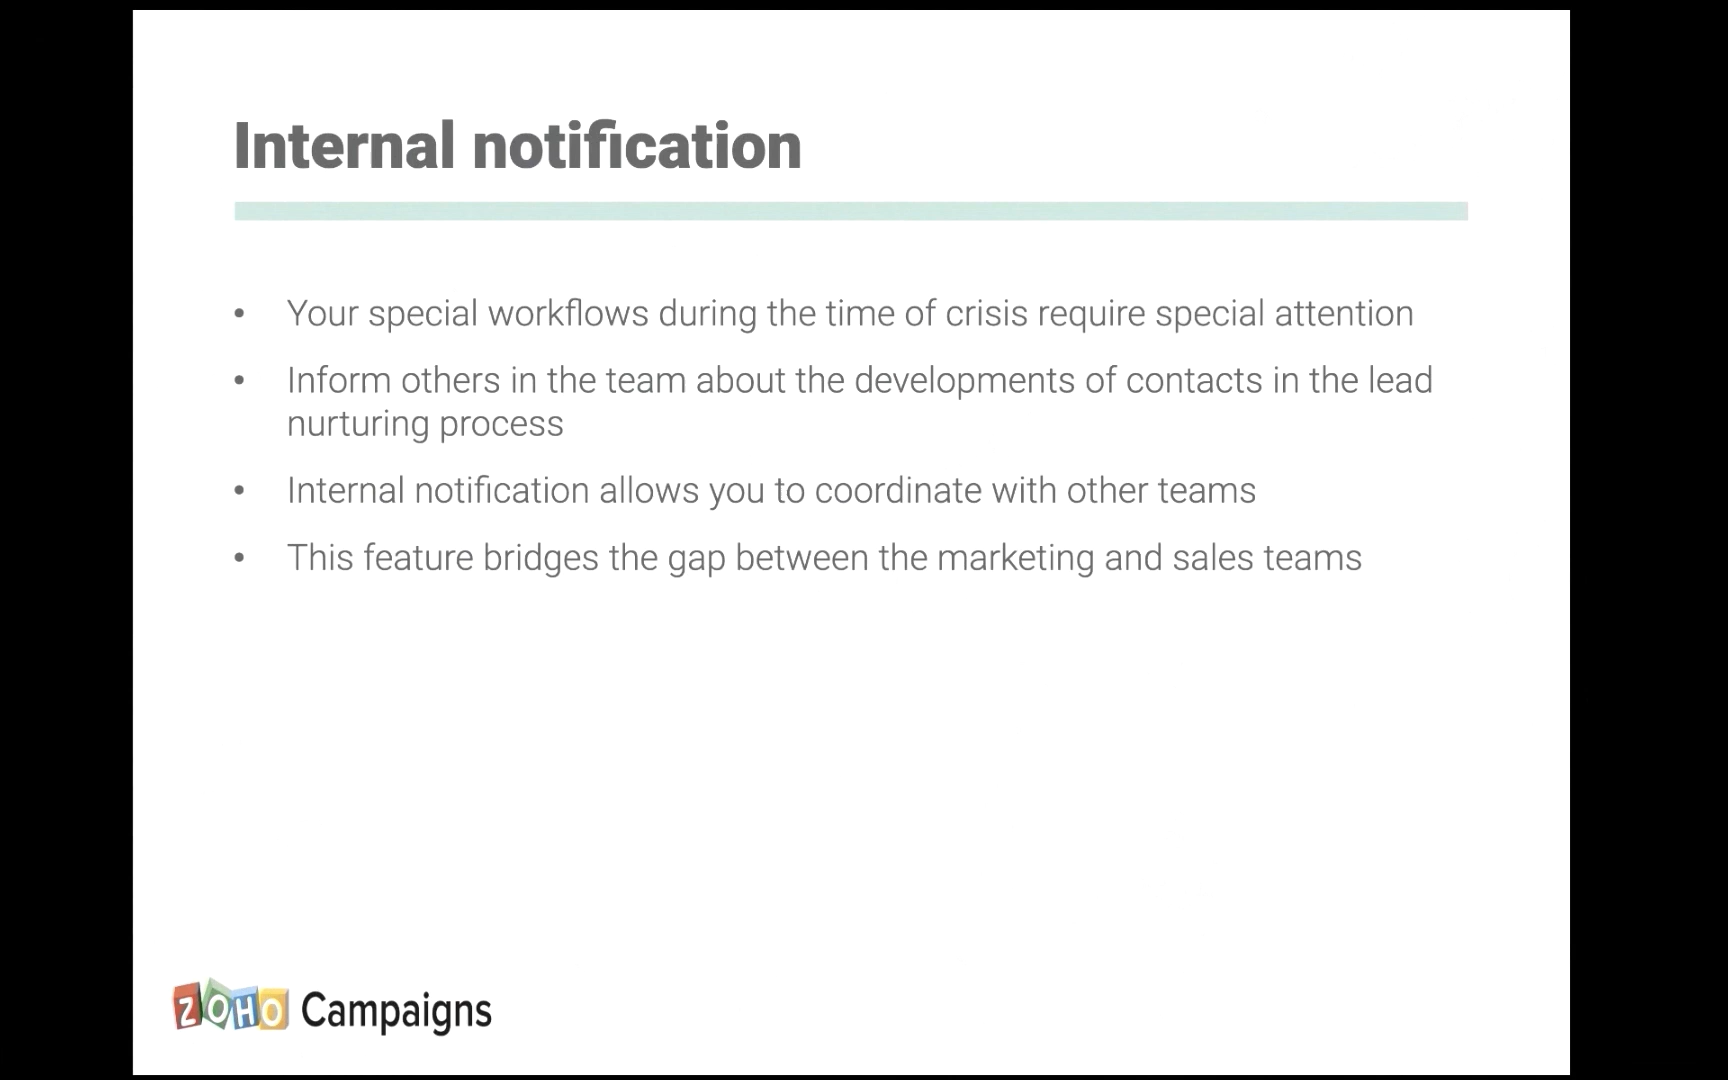 Internal notification
• Your special workflows during the time of crisis require special attention
• Inform others in the team about the developments of contacts in the lead
nurturing process
• Internal notification allows you to coordinate with other teams
• This feature bridges the gap between the marketing and sales teams
ZOHO Campaigns